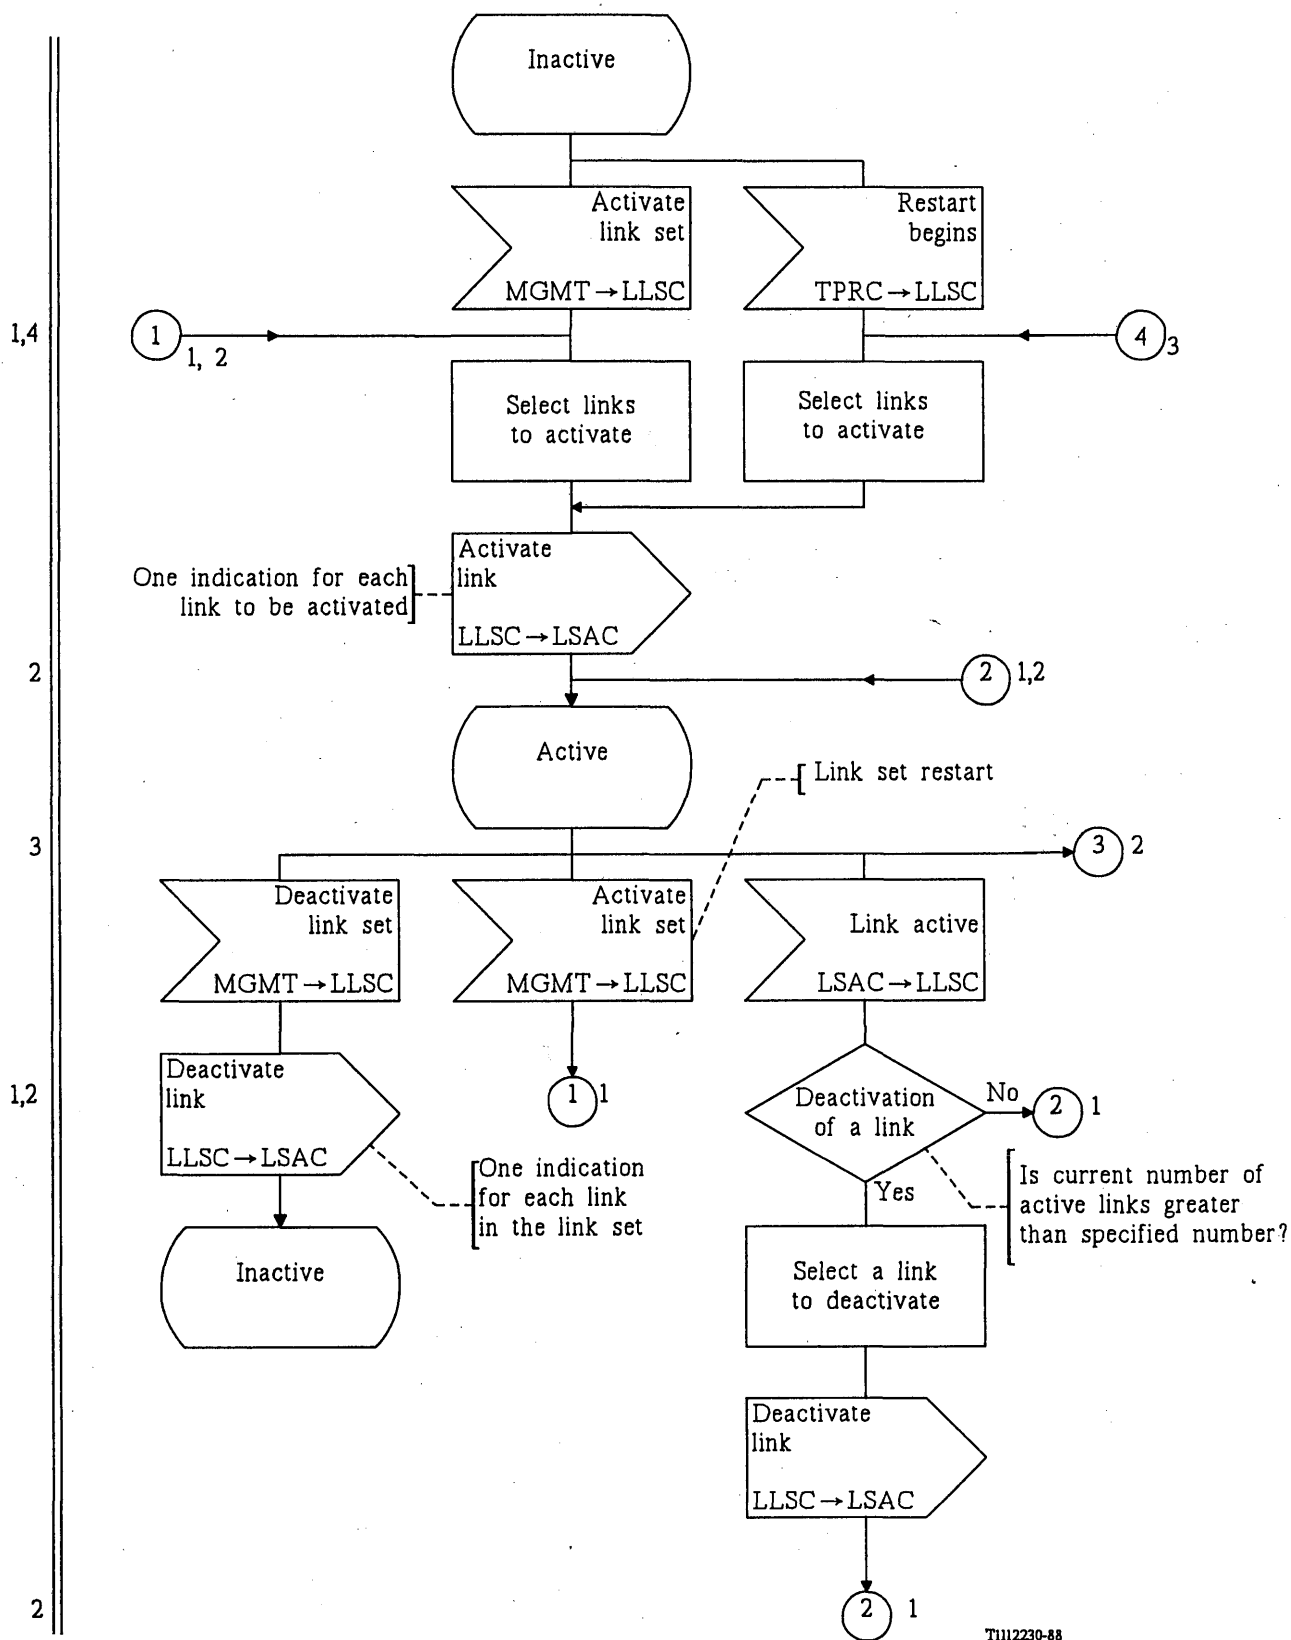 Inactive
Activate
link set
MGMT→LLSC
Restart
begins
TPRC→LLSC
1,4
1
1, 2
4
3
Select links
to activate
Select links
to activate
Activate
link
LLSC→LSAC
One indication for each
link to be activated
2
2
1,2
Active
Link set restart
3
3
2
Deactivate
link set
MGMT→LLSC
Activate
link set
MGMT→LLSC
Link active
LSAC→LLSC
1,2
Deactivate
link
LLSC→LSAC
1
1
Deactivation
of a link
No
2
1
Yes
One indication
for each link
in the link set
Is current number of
active links greater
than specified number?
Inactive
Select a link
to deactivate
Deactivate
link
LLSC→LSAC
2
2
1
T1112230-88